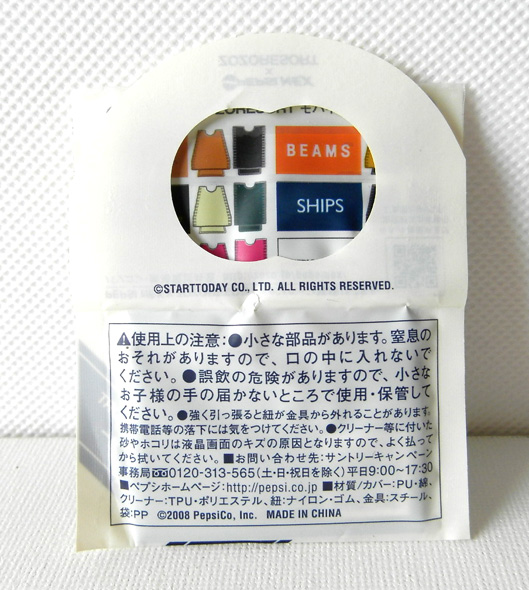 ZOZORESORT
×
PEPSI NEX
BEAMS
SHIPS
©STARTTODAY CO., LTD. ALL RIGHTS RESERVED.
⚠使用上の注意:●小さな部品があります。窒息の
おそれがありますので、口の中に入れないで
ください。●誤飲の危険がありますので、小さな
お子様の手の届かないところで使用・保管して
ください。●強く引っ張ると紐が金具から外れることがあります。
携帯電話等の落下には気をつけてください。●クリーナー等に付いた
砂やホコリは液晶画面のキズの原因となりますので、よく払って
から拭いてください。■お問い合わせ先:サントリーキャンペーン
事務局 0120-313-565(土・日・祝日を除く)平日9:00~17:30
■ペプシホームページ:http://pepsi.co.jp ■材質/カバー:PU・綿、
クリーナー:TPU・ポリエステル、紐:ナイロン・ゴム、金具:スチール、
袋:PP ©2008 PepsiCo, Inc. MADE IN CHINA